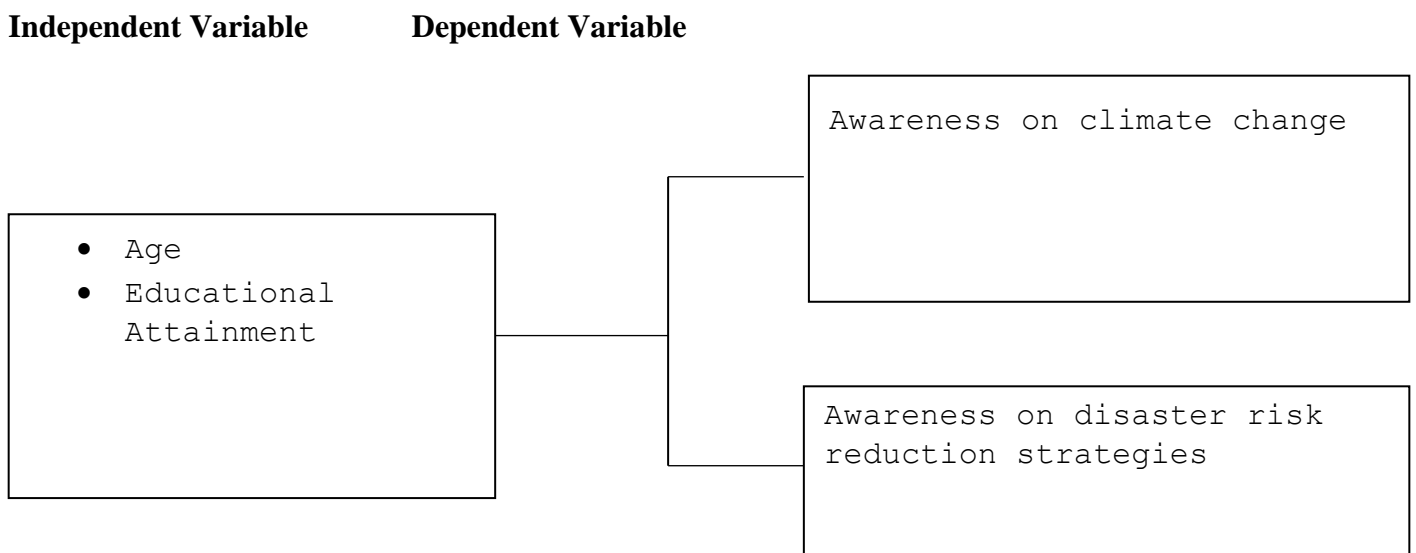 Independent Variable Dependent Variable
• Age
• Educational
Attainment
Awareness on climate change
Awareness on disaster risk
reduction strategies